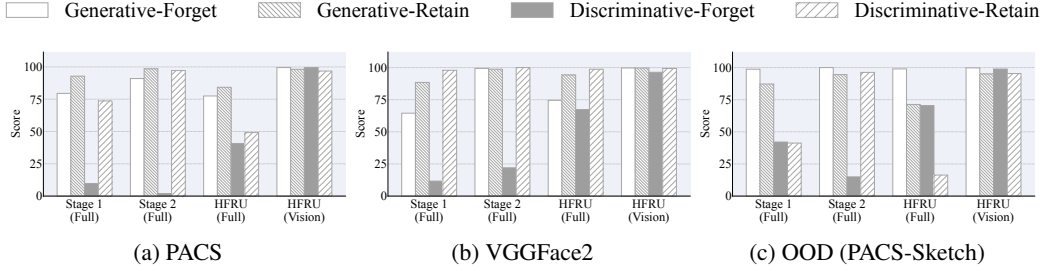 Generative-Forget Generative-Retain Discriminative-Forget Discriminative-Retain
Score
100
75
50
25
0
Stage 1
(Full)
Stage 2
(Full)
HFRU
(Full)
HFRU
(Vision)
(a) PACS
Score
100
75
50
25
0
Stage 1
(Full)
Stage 2
(Full)
HFRU
(Full)
HFRU
(Vision)
(b) VGGFace2
Score
100
75
50
25
0
Stage 1
(Full)
Stage 2
(Full)
HFRU
(Full)
HFRU
(Vision)
(c) OOD (PACS-Sketch)